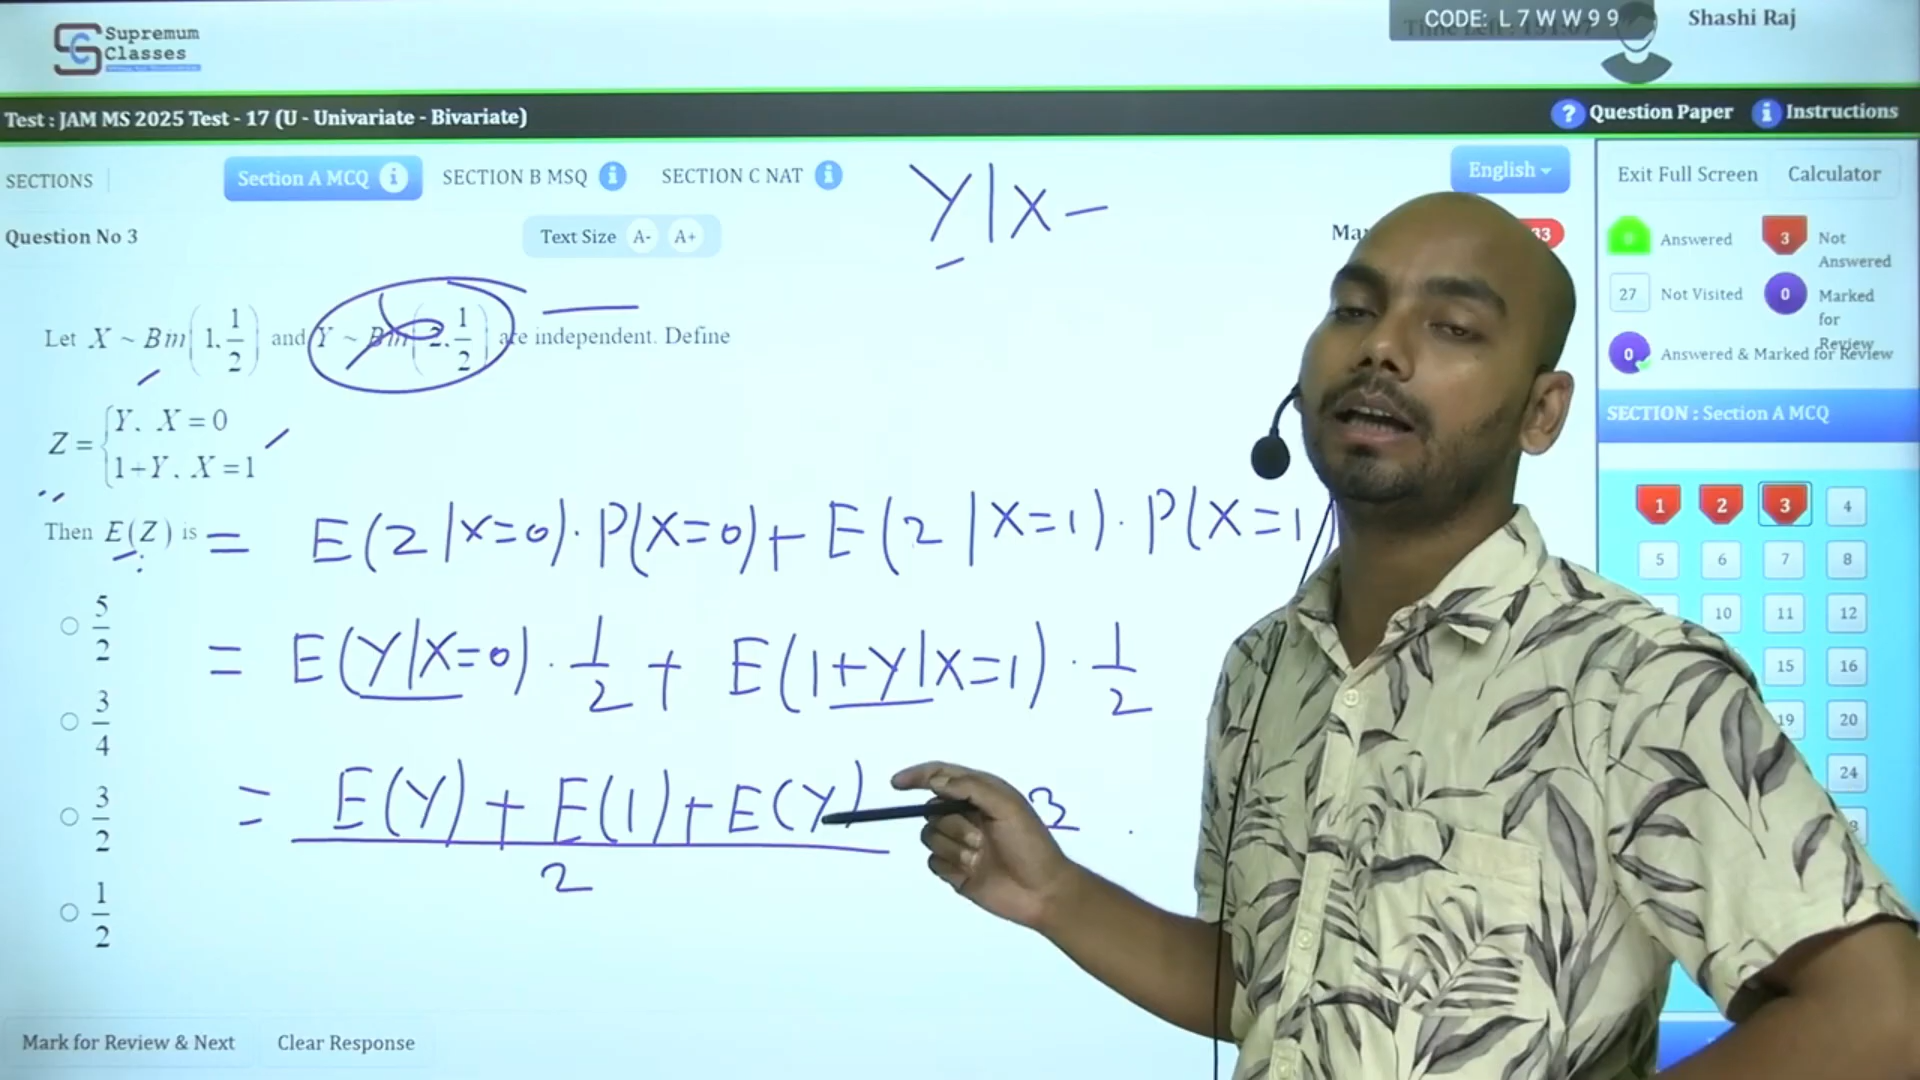 Supremum
Classes
CODE: L7WW99
Shashi Raj
Test : JAM MS 2025 Test - 17 (U - Univariate - Bivariate)
? Question Paper i Instructions
SECTIONS
Section A MCQ i
SECTION B MSQ i
SECTION C NAT i
English
Exit Full Screen
Calculator
Question No 3
Text Size A- A+
Y|X -
33
Answered
3 Not Answered
27 Not Visited
0 Marked for Review
0 Answered & Marked for Review
Let X ~ Bin(1, 1/2) and Y ~ Bin(2, 1/2) are independent. Define
Z = { Y, X = 0
1+Y, X = 1
SECTION : Section A MCQ
Then E(Z) is = E(Z|X=0) . P(X=0) + E(Z|X=1) . P(X=1)
= E(Y|X=0) . 1/2 + E(1+Y|X=1) . 1/2
= E(Y) + E(1) + E(Y) / 2
3
5/2
3/4
3/2
1/2
1 2 3 4
5 6 7 8
10 11 12
15 16
19 20
24
Mark for Review & Next
Clear Response